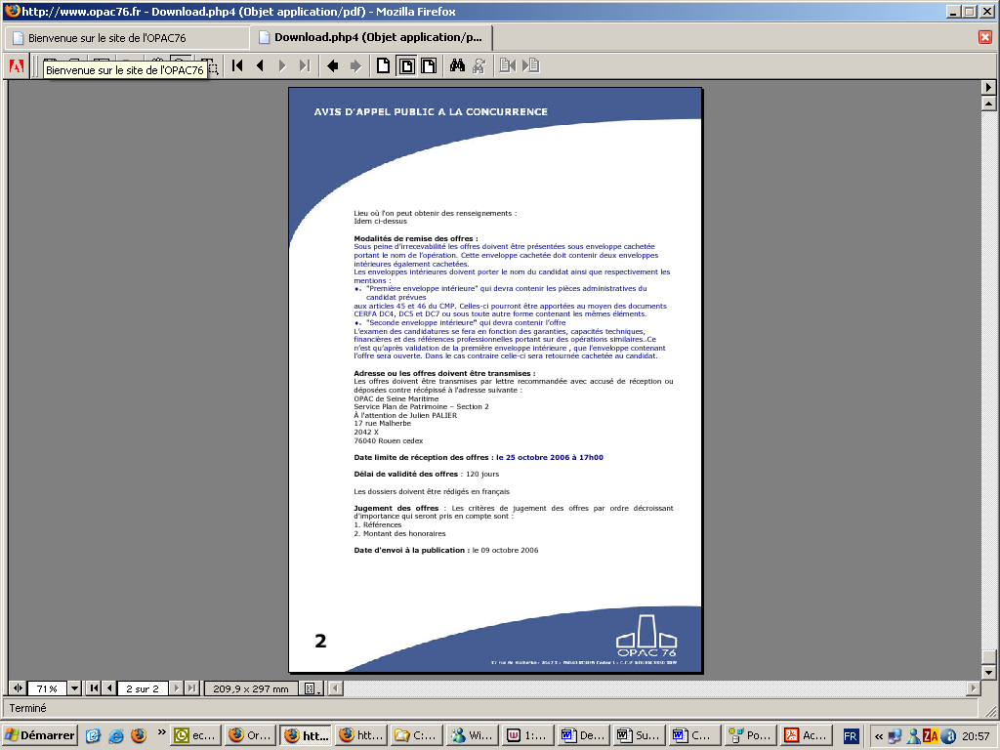 http://www.opac76.fr - Download.php4 (Objet application/pdf) - Mozilla Firefox
Bienvenue sur le site de l'OPAC76
Download.php4 (Objet application/p...
Bienvenue sur le site de l'OPAC76
AVIS D'APPEL PUBLIC A LA CONCURRENCE
Lieu où l'on peut obtenir des renseignements :
Idem ci-dessus
Modalités de remise des offres :
Sous peine d'irrecevabilité les offres doivent être présentées sous enveloppe cachetée
portant le nom de l'opération. Cette enveloppe cachetée doit contenir deux enveloppes
intérieures également cachetées.
Les enveloppes intérieures doivent porter le nom du candidat ainsi que respectivement les
mentions :
•. "Première enveloppe intérieure" qui devra contenir les pièces administratives du
candidat prévues
aux articles 45 et 46 du CMP. Celles-ci pourront être apportées au moyen des documents
CERFA DC4, DC5 et DC7 ou sous toute autre forme contenant les mêmes éléments.
•. "Seconde enveloppe intérieure" qui devra contenir l'offre
L'examen des candidatures se fera en fonction des garanties, capacités techniques,
financières et des références professionnelles portant sur des opérations similaires..Ce
n'est qu'après validation de la première enveloppe intérieure , que l'enveloppe contenant
l'offre sera ouverte. Dans le cas contraire celle-ci sera retournée cachetée au candidat.
Adresse ou les offres doivent être transmises :
Les offres doivent être transmises par lettre recommandée avec accusé de réception ou
déposées contre récépissé à l'adresse suivante :
OPAC de Seine Maritime
Service Plan de Patrimoine – Section 2
À l'attention de Julien PALIER
17 rue Malherbe
2042 X
76040 Rouen cedex
Date limite de réception des offres : le 25 octobre 2006 à 17h00
Délai de validité des offres : 120 jours
Les dossiers doivent être rédigés en français
Jugement des offres : Les critères de jugement des offres par ordre décroissant
d'importance qui seront pris en compte sont :
1. Références
2. Montant des honoraires
Date d'envoi à la publication : le 09 octobre 2006
2
OPAC 76
71%
2 sur 2
209,9 x 297 mm
Terminé
Démarrer
»
ec...
Or...
htt...
htt...
C:...
Wi...
1:...
De...
Su...
C...
Po...
Ac...
FR
«
ZA
20:57